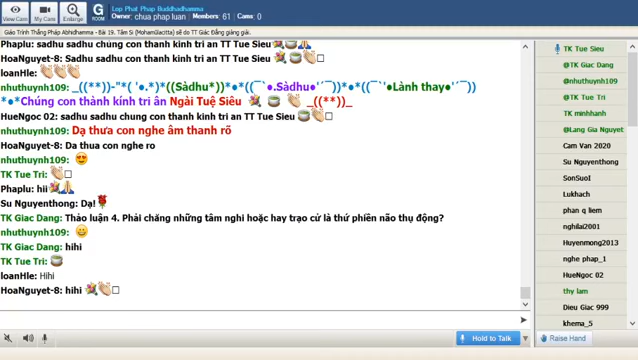 Lop Phat Phap Buddhadhamma
Owner: chua phap luan | Members: 61 | Cams: 0
View Cam
My Cam
Enlarge
G
ROOM
Giáo Trình Thắng Pháp Abhidhamma - Bài 19. Tâm Si (MohamGacitta) sẽ do TT Giác Đẳng giảng giải.
Phaplu: sadhu sadhu chúng con thanh kinh tri an TT Tue Sieu
HoaNguyet-8: Sadhu sadhu con thanh kinh tri an TT Tue Sieu
loanHle:
nhuthuynh109: _((**))-"*( '•.*)•((Sàdhu*))*●•((¯`●.Sàdhu●'´¯))*●•((¯`●Lành thay●'´¯))
*●•Chúng con thành kính tri ân Ngài Tuệ Siêu _((**))_
HueNgoc 02: sadhu sadhu chung con thanh kinh tri an TT Tue Sieu
nhuthuynh109: Dạ thưa con nghe âm thanh rõ
HoaNguyet-8: Da thua con nghe ro
nhuthuynh109:
TK Tue Tri:
Phaplu: hii
Su Nguyenthong: Dạ!
TK Giac Dang: Thảo luận 4. Phải chăng những tâm nghi hoặc hay trạo cử là thứ phiền não thụ động?
nhuthuynh109:
TK Giac Dang: hihi
TK Tue Tri:
loanHle: Hihi
HoaNguyet-8: hihi
TK Tue Sieu
@TK Giac Dang
@nhuthuynh109
@TK Tue Tri
TK minhhanh
@Lang Gia Nguyet
Cam Van 2020
Su Nguyenthong
SonSuoI
Lukhach
phan q liem
nghilai2001
Huyenmong2013
nghe phap_1
HueNgoc 02
thy lam
Dieu Giac 999
khema_5
Hold to Talk
Raise Hand